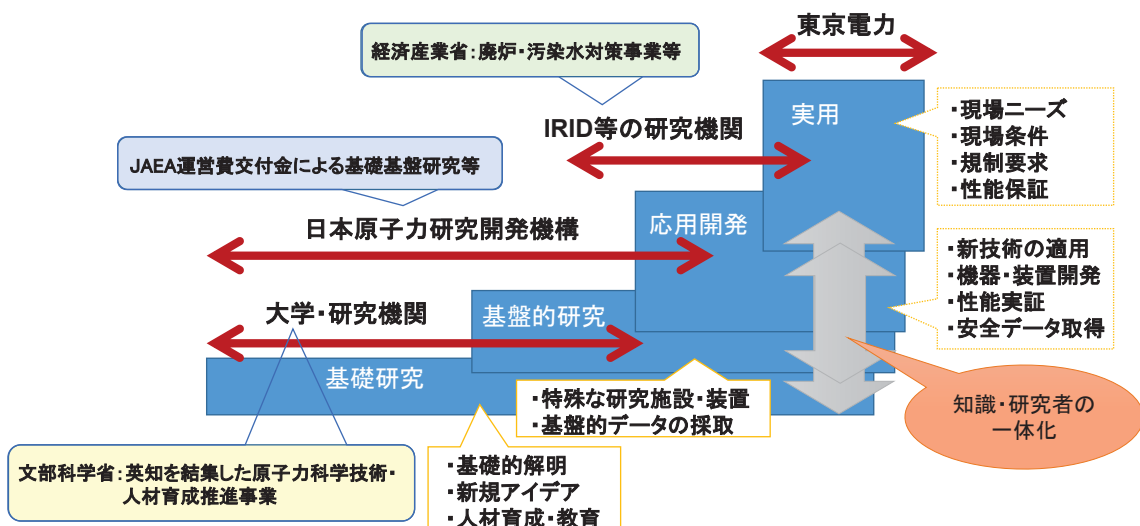 東京電力
経済産業省：廃炉・汚染水対策事業等
実用
・現場ニーズ
・現場条件
・規制要求
・性能保証
IRID等の研究機関
JAEA運営費交付金による基礎基盤研究等
応用開発
日本原子力研究開発機構
・新技術の適用
・機器・装置開発
・性能実証
・安全データ取得
大学・研究機関
基盤的研究
基礎研究
・特殊な研究施設・装置
・基盤的データの採取
知識・研究者の
一体化
文部科学省：英知を結集した原子力科学技術・
人材育成推進事業
・基礎的解明
・新規アイデア
・人材育成・教育